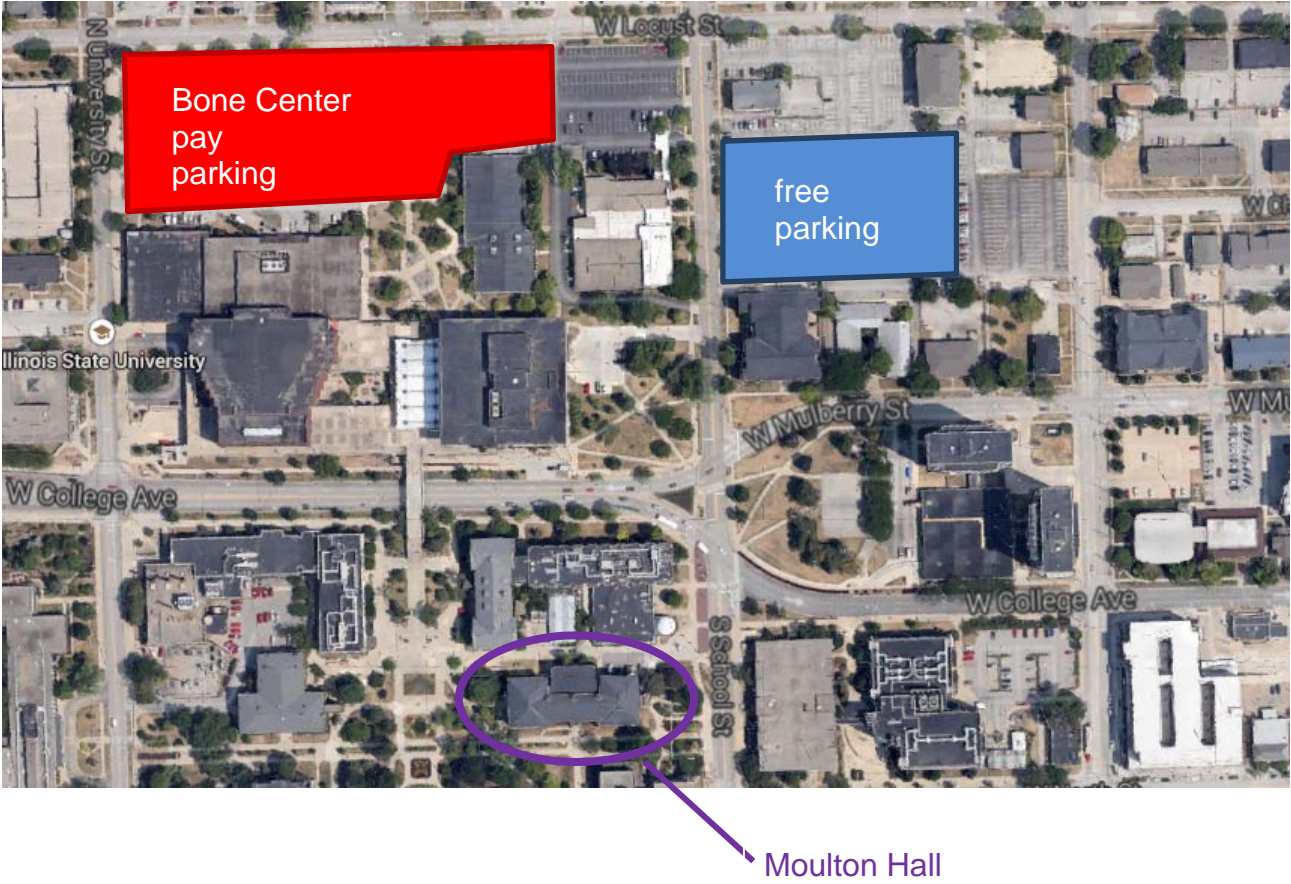 W Locust St
N University St
Bone Center
pay
parking
free
parking
Illinois State University
W Mulberry St
W College Ave
W College Ave
S School St
Moulton Hall